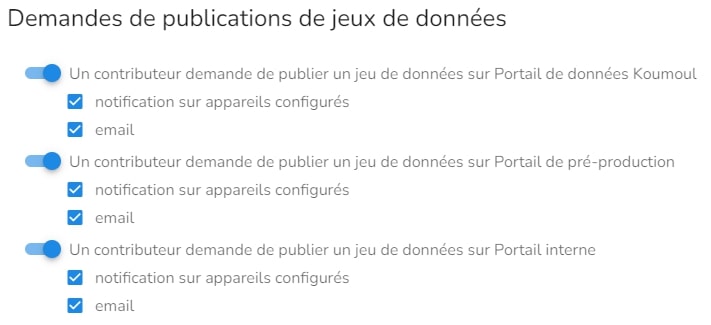 Demandes de publications de jeux de données
Un contributeur demande de publier un jeu de données sur Portail de données Koumoul
notification sur appareils configurés
email
Un contributeur demande de publier un jeu de données sur Portail de pré-production
notification sur appareils configurés
email
Un contributeur demande de publier un jeu de données sur Portail interne
notification sur appareils configurés
email